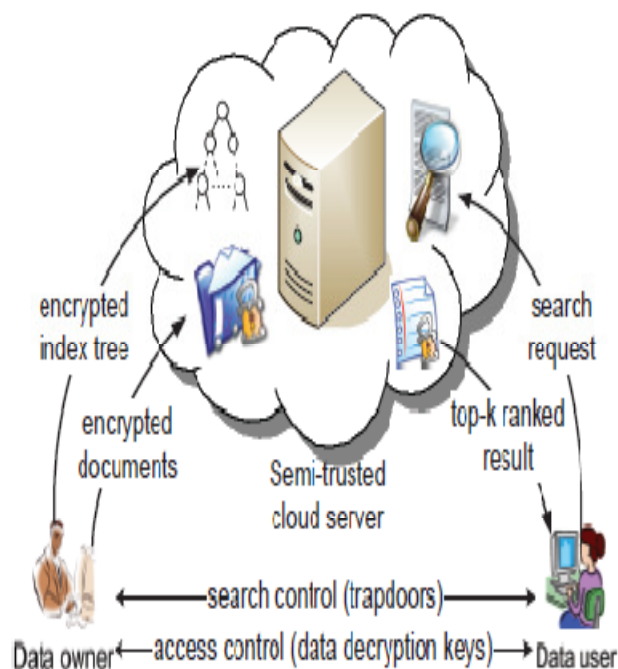 encrypted
index tree
encrypted
documents
Semi-trusted
cloud server
search
request
top-k ranked
result
search control (trapdoors)
access control (data decryption keys)
Data owner
Data user